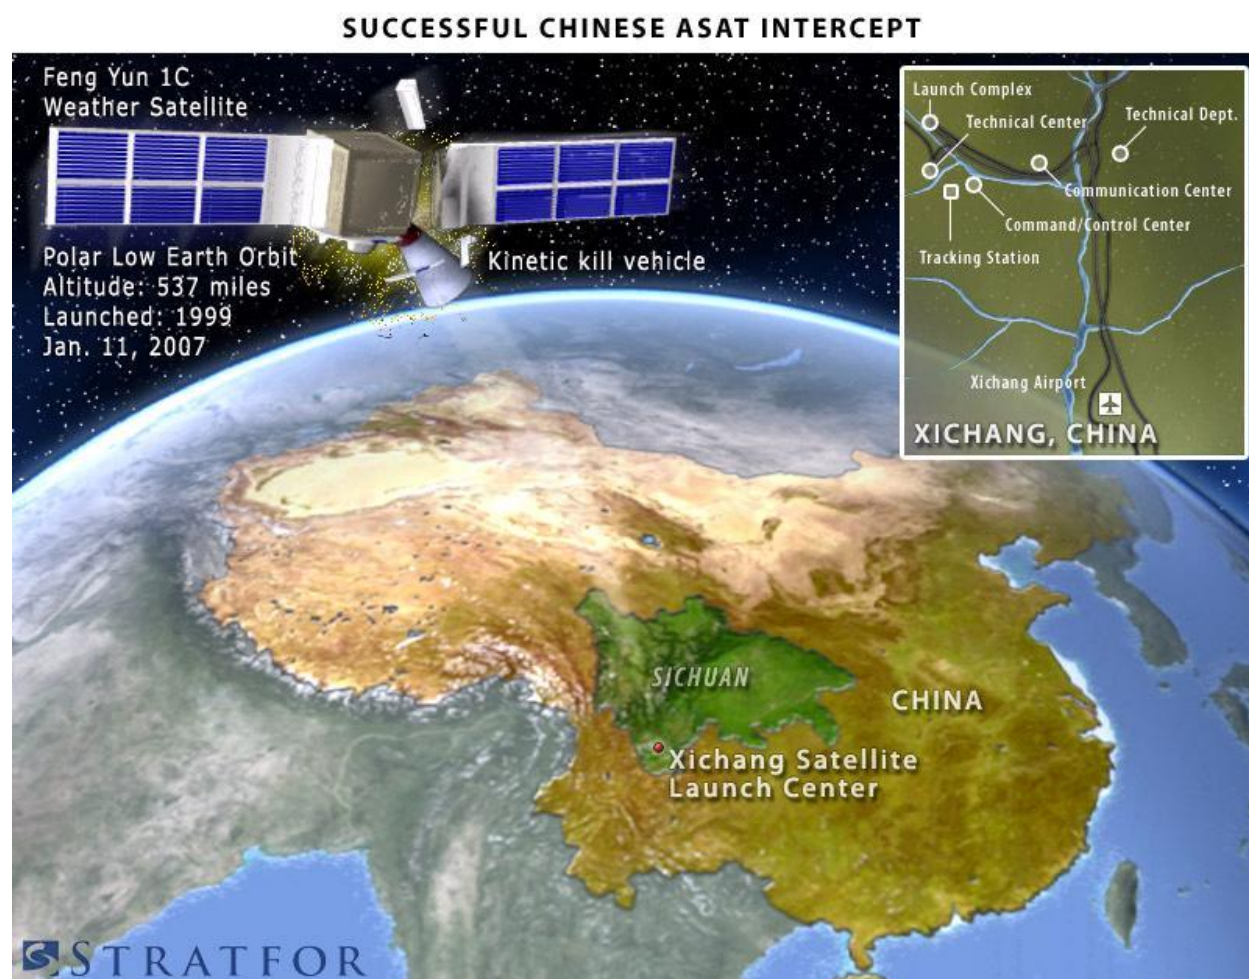 SUCCESSFUL CHINESE ASAT INTERCEPT
Feng Yun 1C
Weather Satellite
Polar Low Earth Orbit
Altitude: 537 miles
Launched: 1999
Jan. 11, 2007
Kinetic kill vehicle
Launch Complex
Technical Center
Technical Dept.
Communication Center
Command/Control Center
Tracking Station
Xichang Airport
XICHANG, CHINA
SICHUAN
CHINA
Xichang Satellite
Launch Center
STRATFOR